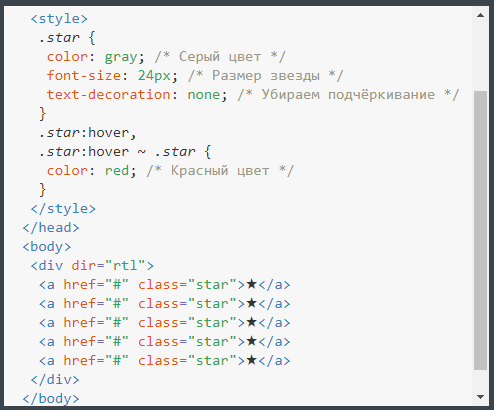 <style>
.star {
color: gray; /* Серый цвет */
font-size: 24px; /* Размер звезды */
text-decoration: none; /* Убираем подчёркивание */
}
.star:hover,
.star:hover ~ .star {
color: red; /* Красный цвет */
}
</style>
</head>
<body>
<div dir="rtl">
<a href="#" class="star">★</a>
<a href="#" class="star">★</a>
<a href="#" class="star">★</a>
<a href="#" class="star">★</a>
<a href="#" class="star">★</a>
</div>
</body>